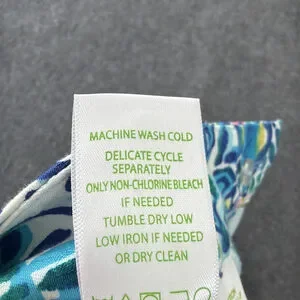 MACHINE WASH COLD
DELICATE CYCLE
SEPARATELY
ONLY NON-CHLORINE BLEACH
IF NEEDED
TUMBLE DRY LOW
LOW IRON IF NEEDED
OR DRY CLEAN